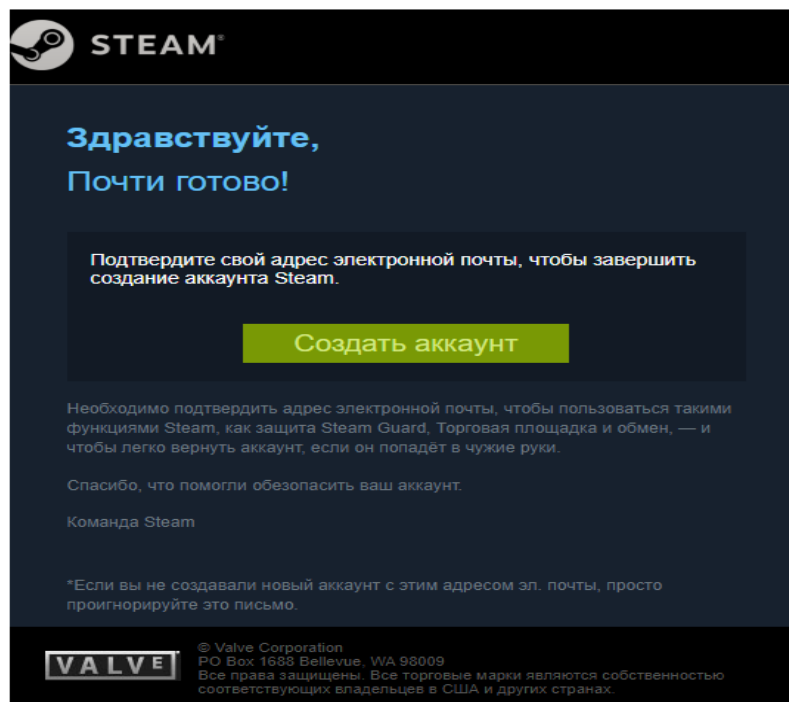 STEAM®
Здравствуйте,
Почти готово!
Подтвердите свой адрес электронной почты, чтобы завершить
создание аккаунта Steam.
Создать аккаунт
Необходимо подтвердить адрес электронной почты, чтобы пользоваться такими
функциями Steam, как защита Steam Guard, Торговая площадка и обмен, — и
чтобы легко вернуть аккаунт, если он попадёт в чужие руки.
Спасибо, что помогли обезопасить ваш аккаунт.
Команда Steam
*Если вы не создавали новый аккаунт с этим адресом эл. почты, просто
проигнорируйте это письмо.
VALVE
© Valve Corporation
PO Box 1688 Bellevue, WA 98009
Все права защищены. Все торговые марки являются собственностью
соответствующих владельцев в США и других странах.